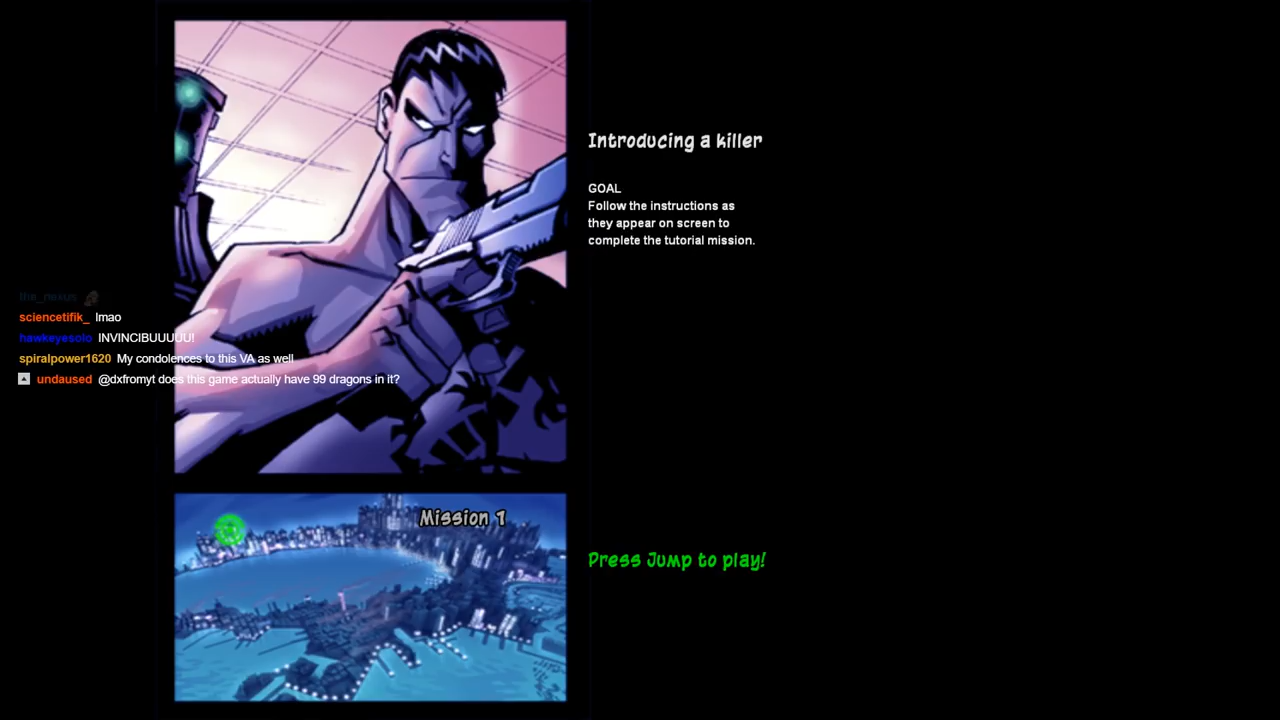 Introducing a killer
GOAL
Follow the instructions as
they appear on screen to
complete the tutorial mission.
the_nexus
sciencetifik_ lmao
hawkeyesolo INVINCIBUUUUU!
spiralpower1620 My condolences to this VA as well
undaused @dxfromyt does this game actually have 99 dragons in it?
Mission 1
Press Jump to play!